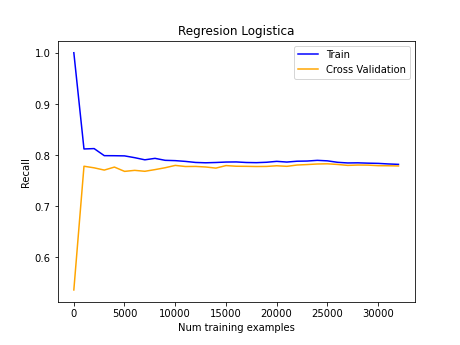 Regresion Logistica
Train
Cross Validation
Recall
1.0
0.9
0.8
0.7
0.6
0
5000
10000
15000
20000
25000
30000
Num training examples